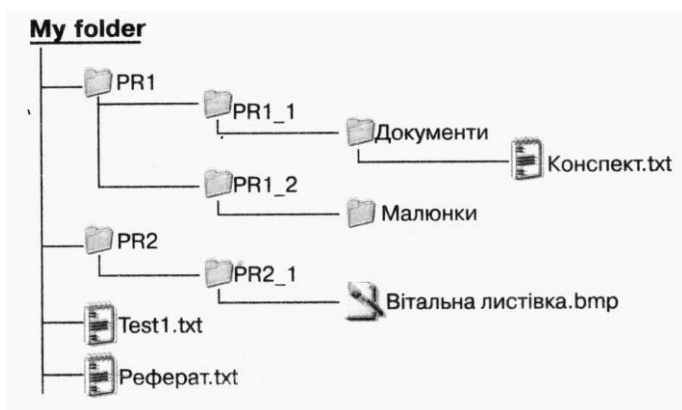 My folder
PR1
PR1_1
Документи
Конспект.txt
PR1_2
Малюнки
PR2
PR2_1
Вітальна листівка.bmp
Test1.txt
Реферат.txt